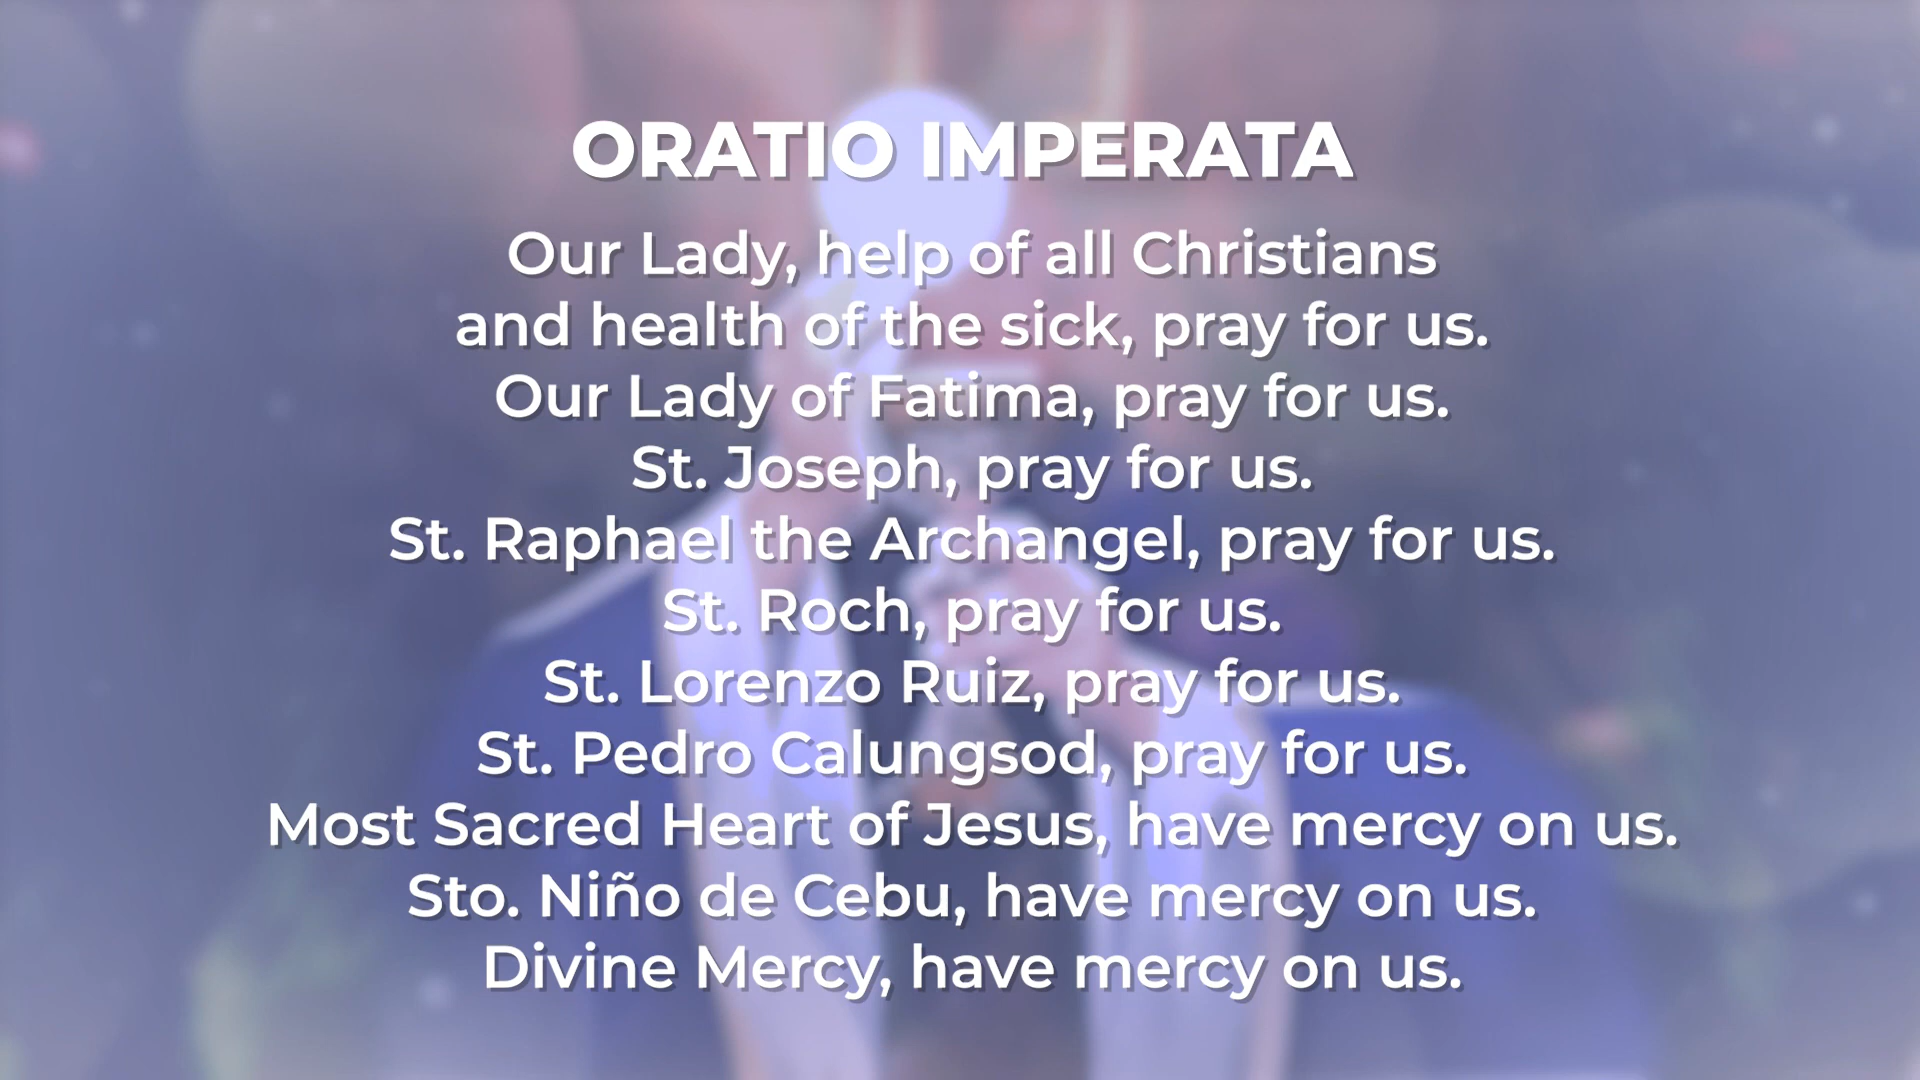 ORATIO IMPERATA
Our Lady, help of all Christians
and health of the sick, pray for us.
Our Lady of Fatima, pray for us.
St. Joseph, pray for us.
St. Raphael the Archangel, pray for us.
St. Roch, pray for us.
St. Lorenzo Ruiz, pray for us.
St. Pedro Calungsod, pray for us.
Most Sacred Heart of Jesus, have mercy on us.
Sto. Niño de Cebu, have mercy on us.
Divine Mercy, have mercy on us.